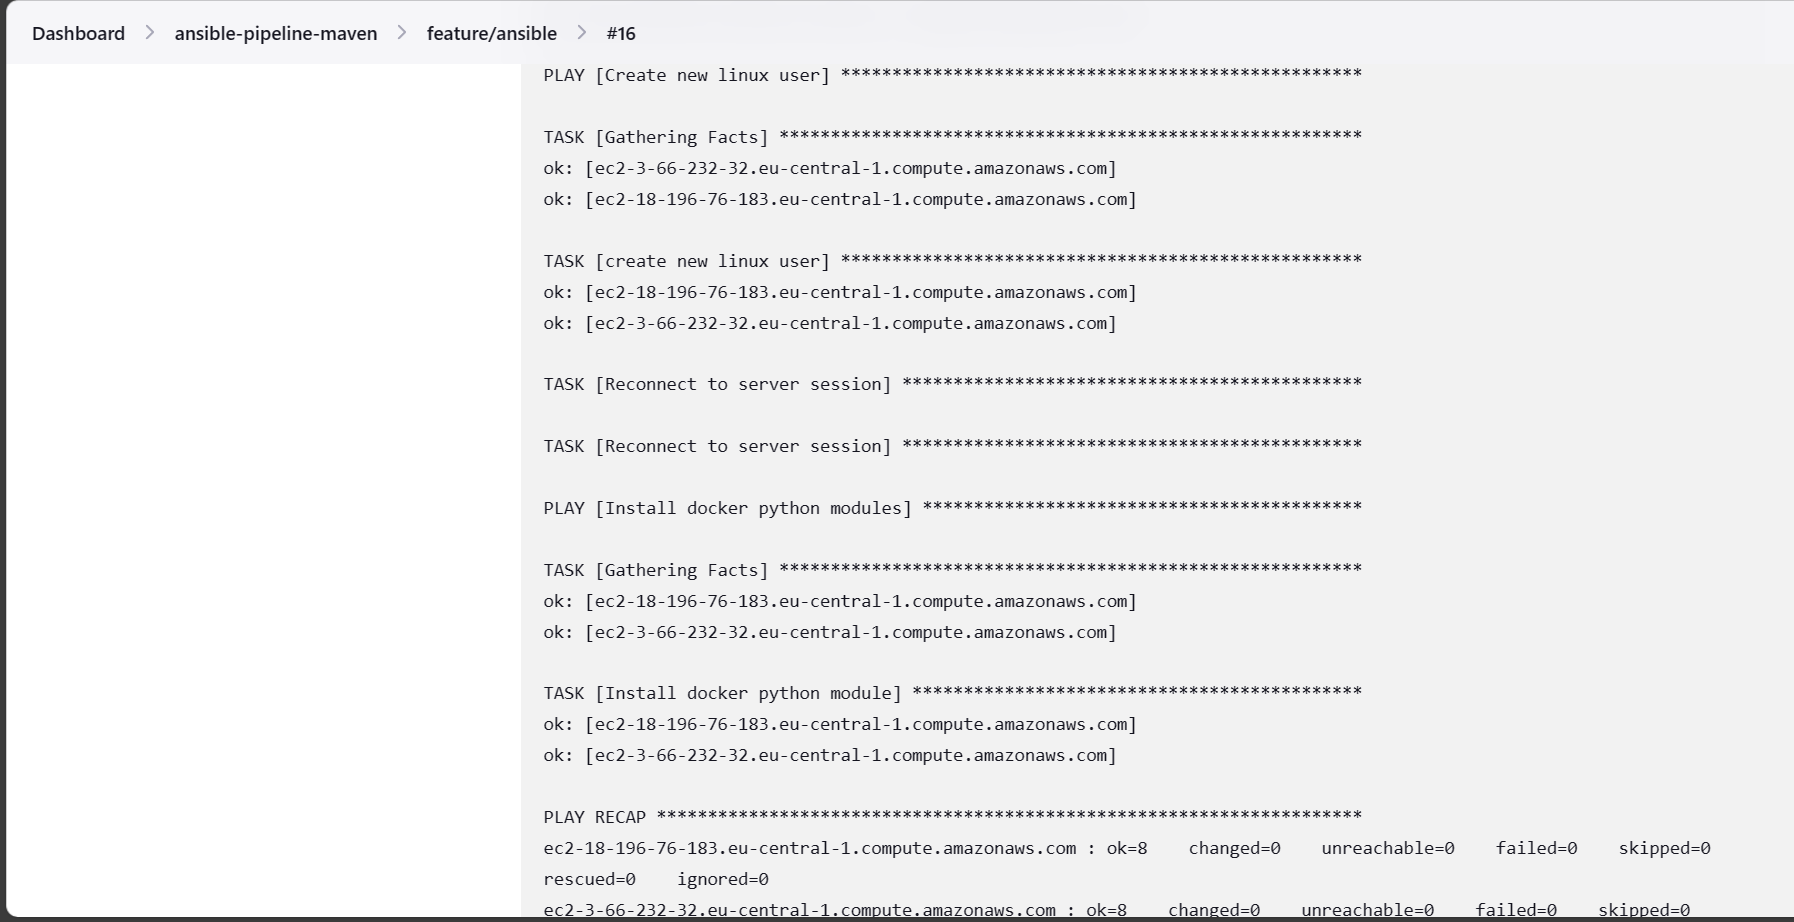 Dashboard > ansible-pipeline-maven > feature/ansible > #16
PLAY [Create new linux user] ***************************************************
TASK [Gathering Facts] *********************************************************
ok: [ec2-3-66-232-32.eu-central-1.compute.amazonaws.com]
ok: [ec2-18-196-76-183.eu-central-1.compute.amazonaws.com]
TASK [create new linux user] ***************************************************
ok: [ec2-18-196-76-183.eu-central-1.compute.amazonaws.com]
ok: [ec2-3-66-232-32.eu-central-1.compute.amazonaws.com]
TASK [Reconnect to server session] *********************************************
TASK [Reconnect to server session] *********************************************
PLAY [Install docker python modules] *******************************************
TASK [Gathering Facts] *********************************************************
ok: [ec2-18-196-76-183.eu-central-1.compute.amazonaws.com]
ok: [ec2-3-66-232-32.eu-central-1.compute.amazonaws.com]
TASK [Install docker python module] ********************************************
ok: [ec2-18-196-76-183.eu-central-1.compute.amazonaws.com]
ok: [ec2-3-66-232-32.eu-central-1.compute.amazonaws.com]
PLAY RECAP *********************************************************************
ec2-18-196-76-183.eu-central-1.compute.amazonaws.com : ok=8    changed=0    unreachable=0    failed=0    skipped=0
rescued=0    ignored=0
ec2-3-66-232-32.eu-central-1.compute.amazonaws.com : ok=8    changed=0    unreachable=0    failed=0    skipped=0